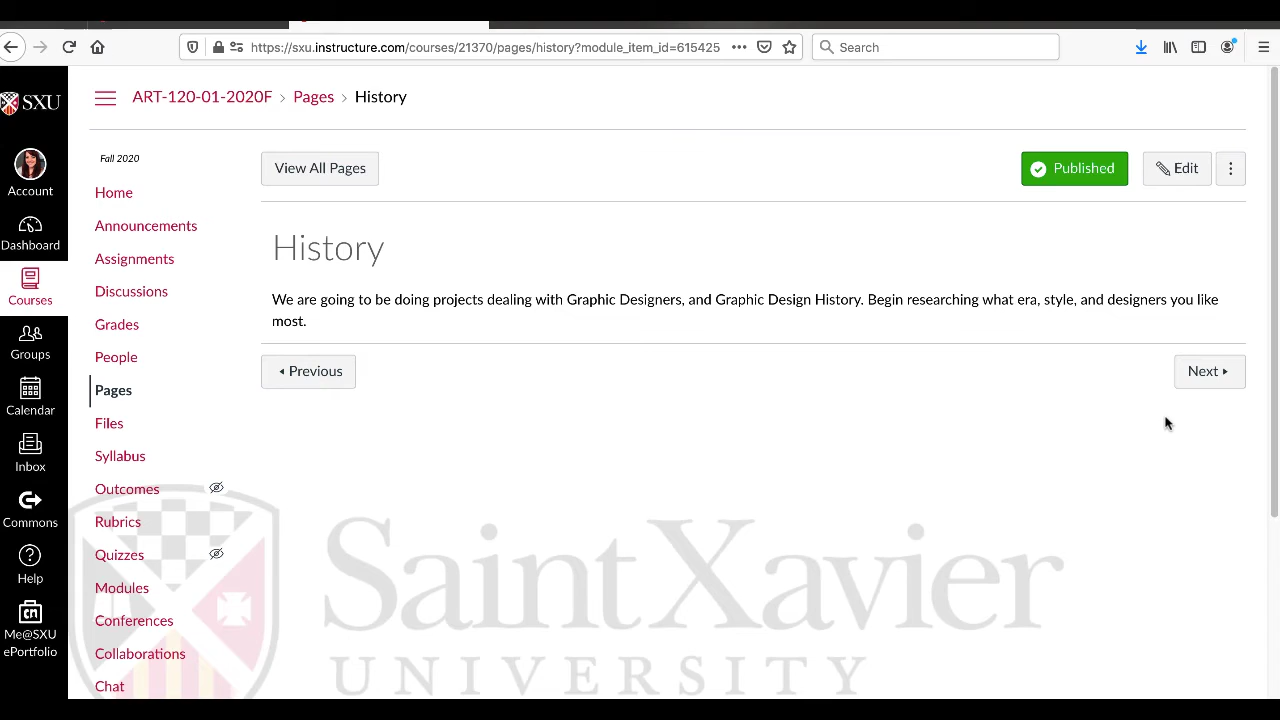 https://sxu.instructure.com/courses/21370/pages/history?module_item_id=615425
Search
SXU
ART-120-01-2020F › Pages › History
Account
Dashboard
Courses
Groups
Calendar
Inbox
Commons
Help
Me@SXU
ePortfolio
Fall 2020
Home
Announcements
Assignments
Discussions
Grades
People
Pages
Files
Syllabus
Outcomes
Rubrics
Quizzes
Modules
Conferences
Collaborations
Chat
View All Pages
Published
Edit
History
We are going to be doing projects dealing with Graphic Designers, and Graphic Design History. Begin researching what era, style, and designers you like
most.
Previous
Next
Saint Xavier
UNIVERSITY